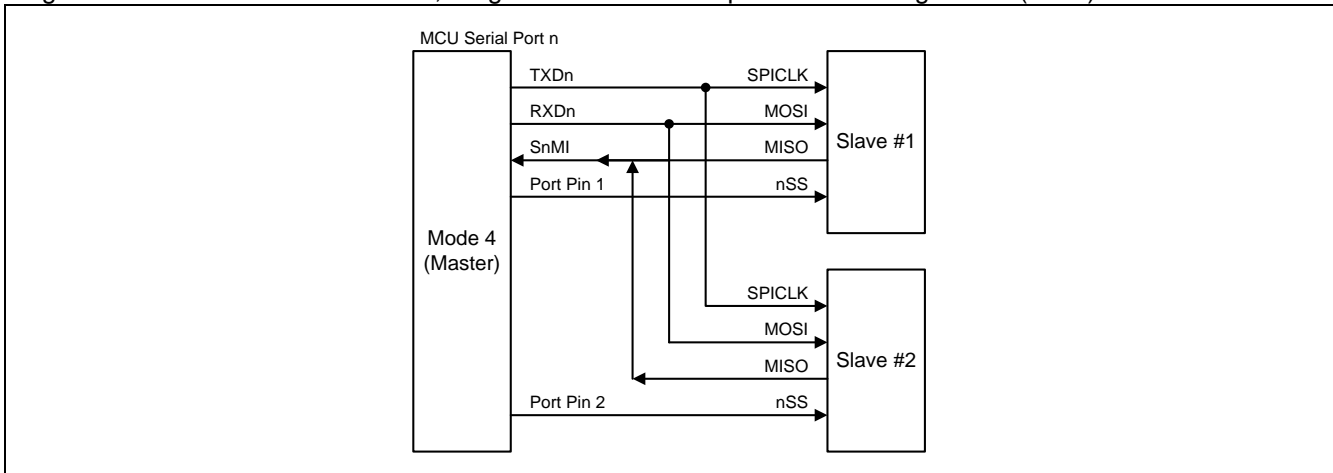 MCU Serial Port n
TXDn SPICLK
RXDn MOSI
SnMI MISO
Port Pin 1 nSS
Slave #1
Mode 4
(Master)
SPICLK
MOSI
MISO
Port Pin 2 nSS
Slave #2